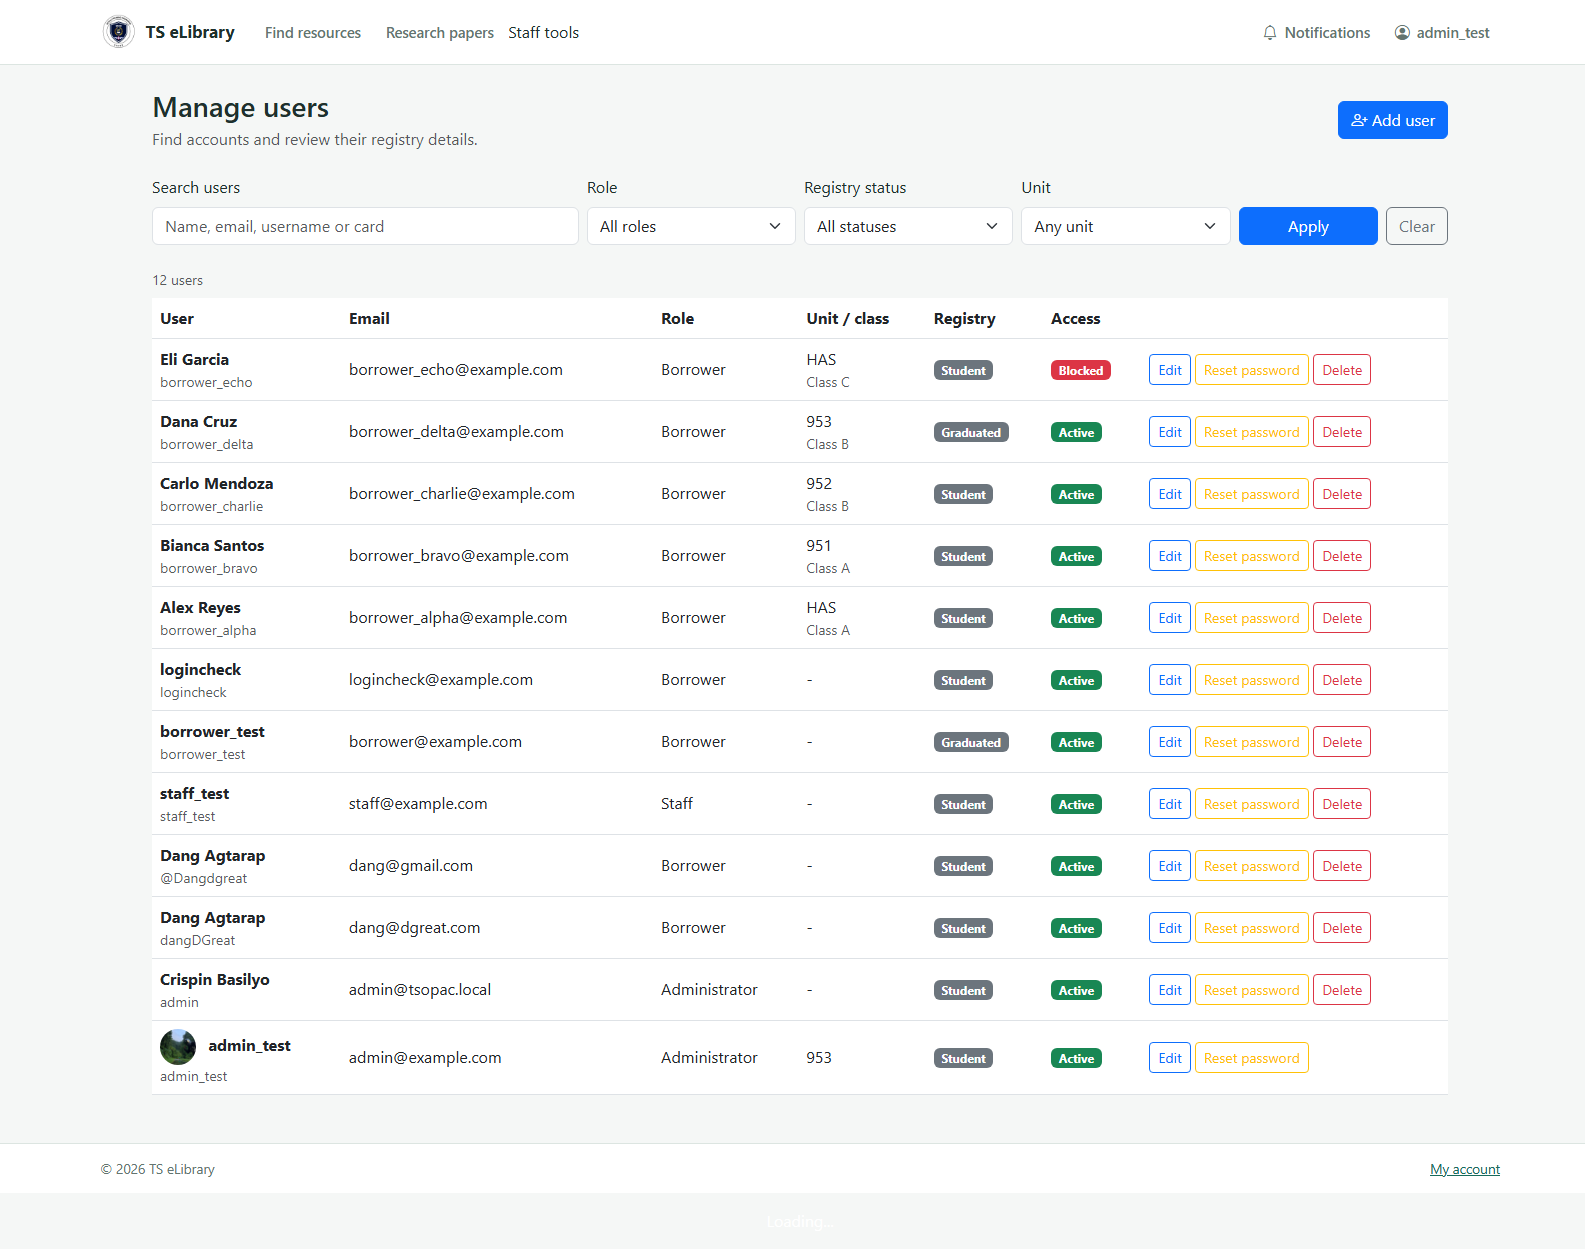 TS eLibrary Find resources Research papers Staff tools Notifications admin_test
Manage users
Find accounts and review their registry details.
Add user
Search users Role Registry status Unit
Name, email, username or card All roles All statuses Any unit Apply Clear
12 users
User Email Role Unit / class Registry Access
Eli Garcia borrower_echo@example.com Borrower HAS Student Blocked Edit Reset password Delete
borrower_echo Class C
Dana Cruz borrower_delta@example.com Borrower 953 Graduated Active Edit Reset password Delete
borrower_delta Class B
Carlo Mendoza borrower_charlie@example.com Borrower 952 Student Active Edit Reset password Delete
borrower_charlie Class B
Bianca Santos borrower_bravo@example.com Borrower 951 Student Active Edit Reset password Delete
borrower_bravo Class A
Alex Reyes borrower_alpha@example.com Borrower HAS Student Active Edit Reset password Delete
borrower_alpha Class A
logincheck logincheck@example.com Borrower - Student Active Edit Reset password Delete
logincheck
borrower_test borrower@example.com Borrower - Graduated Active Edit Reset password Delete
borrower_test
staff_test staff@example.com Staff - Student Active Edit Reset password Delete
staff_test
Dang Agtarap dang@gmail.com Borrower - Student Active Edit Reset password Delete
@Dangdgreat
Dang Agtarap dang@dgreat.com Borrower - Student Active Edit Reset password Delete
dangDGreat
Crispin Basilyo admin@tsopac.local Administrator - Student Active Edit Reset password Delete
admin
admin_test admin@example.com Administrator 953 Student Active Edit Reset password
admin_test
© 2026 TS eLibrary My account
Loading...